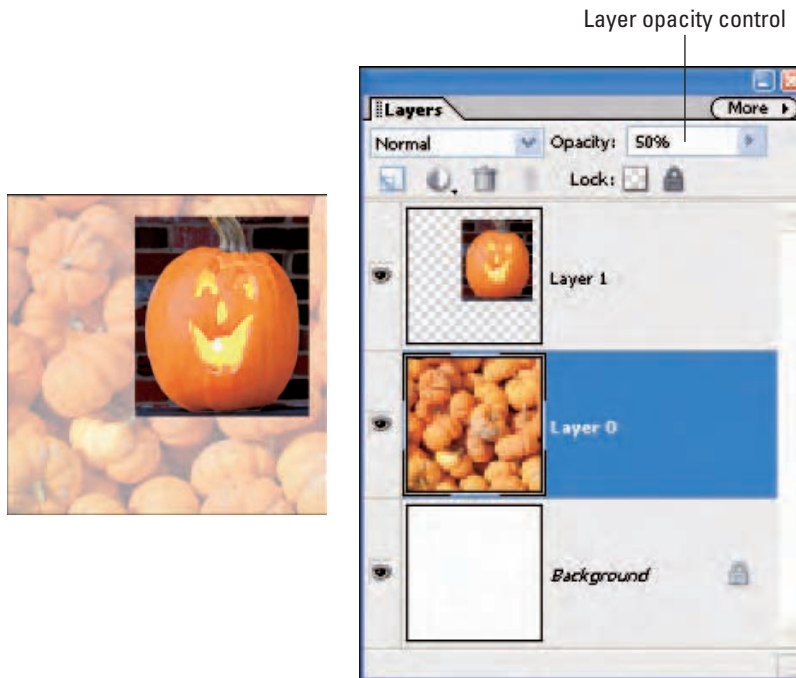 Layer opacity control
Layers
More
Normal
Opacity: 50%
Lock:
Layer 1
Layer 0
Background